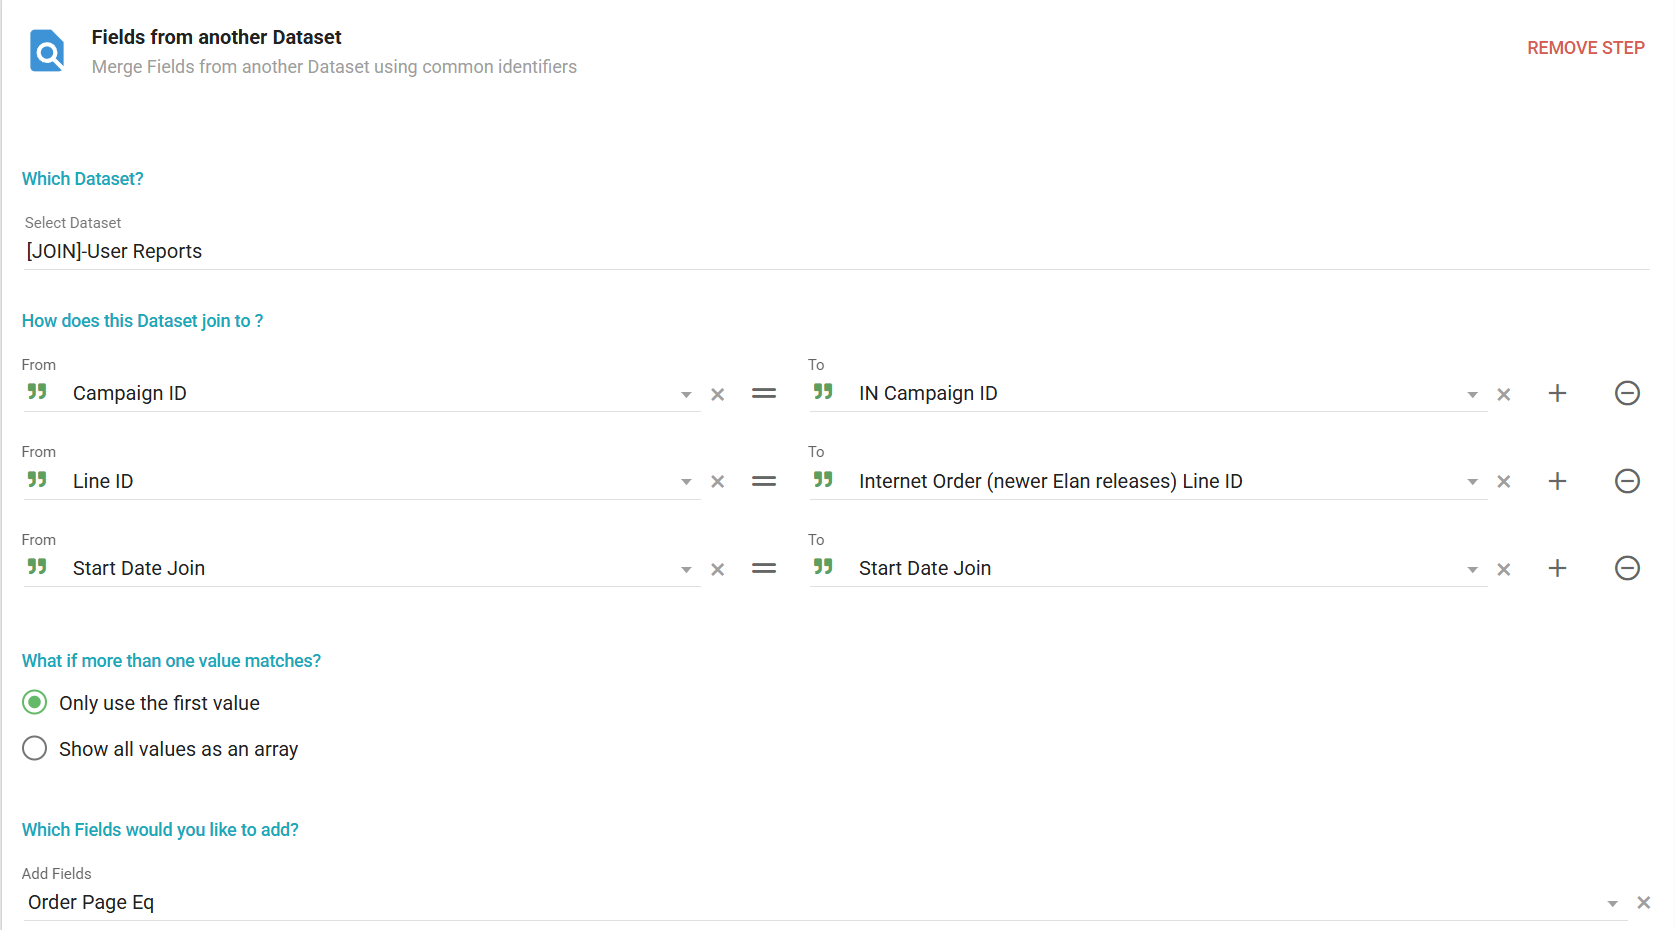 Fields from another Dataset
Merge Fields from another Dataset using common identifiers
REMOVE STEP
Which Dataset?
Select Dataset
[JOIN]-User Reports
How does this Dataset join to ?
From To
Campaign ID IN Campaign ID
From To
Line ID Internet Order (newer Elan releases) Line ID
From To
Start Date Join Start Date Join
What if more than one value matches?
Only use the first value
Show all values as an array
Which Fields would you like to add?
Add Fields
Order Page Eq